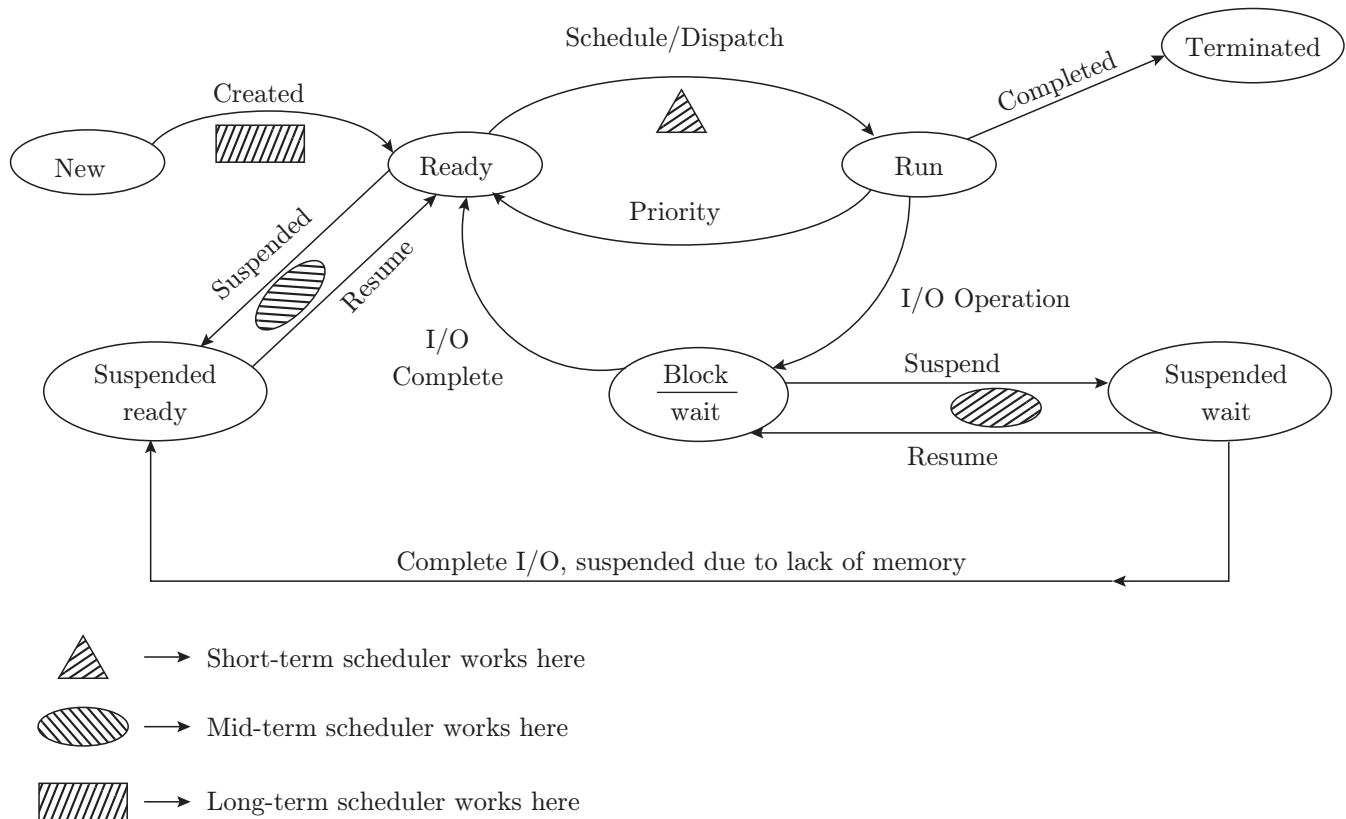 Schedule/Dispatch
Terminated
Completed
Created
New
Ready
Run
Priority
Suspended
Resume
I/O Operation
I/O
Complete
Suspended
ready
Block
wait
Suspend
Resume
Suspended
wait
Complete I/O, suspended due to lack of memory
Short-term scheduler works here
Mid-term scheduler works here
Long-term scheduler works here